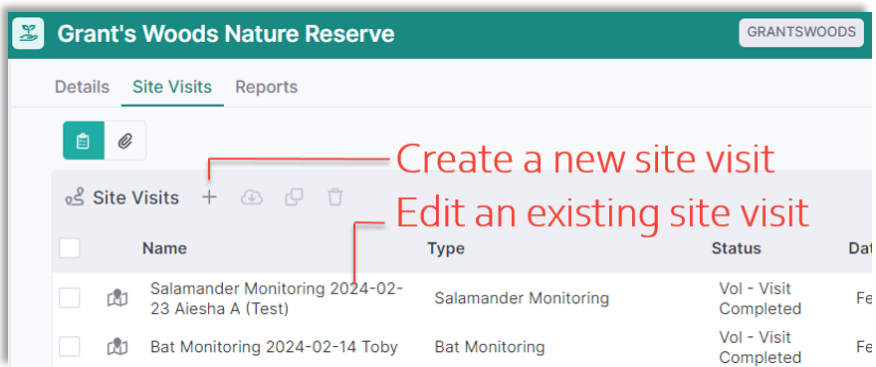 Grant's Woods Nature Reserve
GRANTSWOODS
Details Site Visits Reports
Create a new site visit
Site Visits
Edit an existing site visit
Name Type Status Dat
Salamander Monitoring 2024-02-
23 Aiesha A (Test) Salamander Monitoring Vol - Visit
Completed Fe
Bat Monitoring 2024-02-14 Toby Bat Monitoring Vol - Visit
Completed Fe